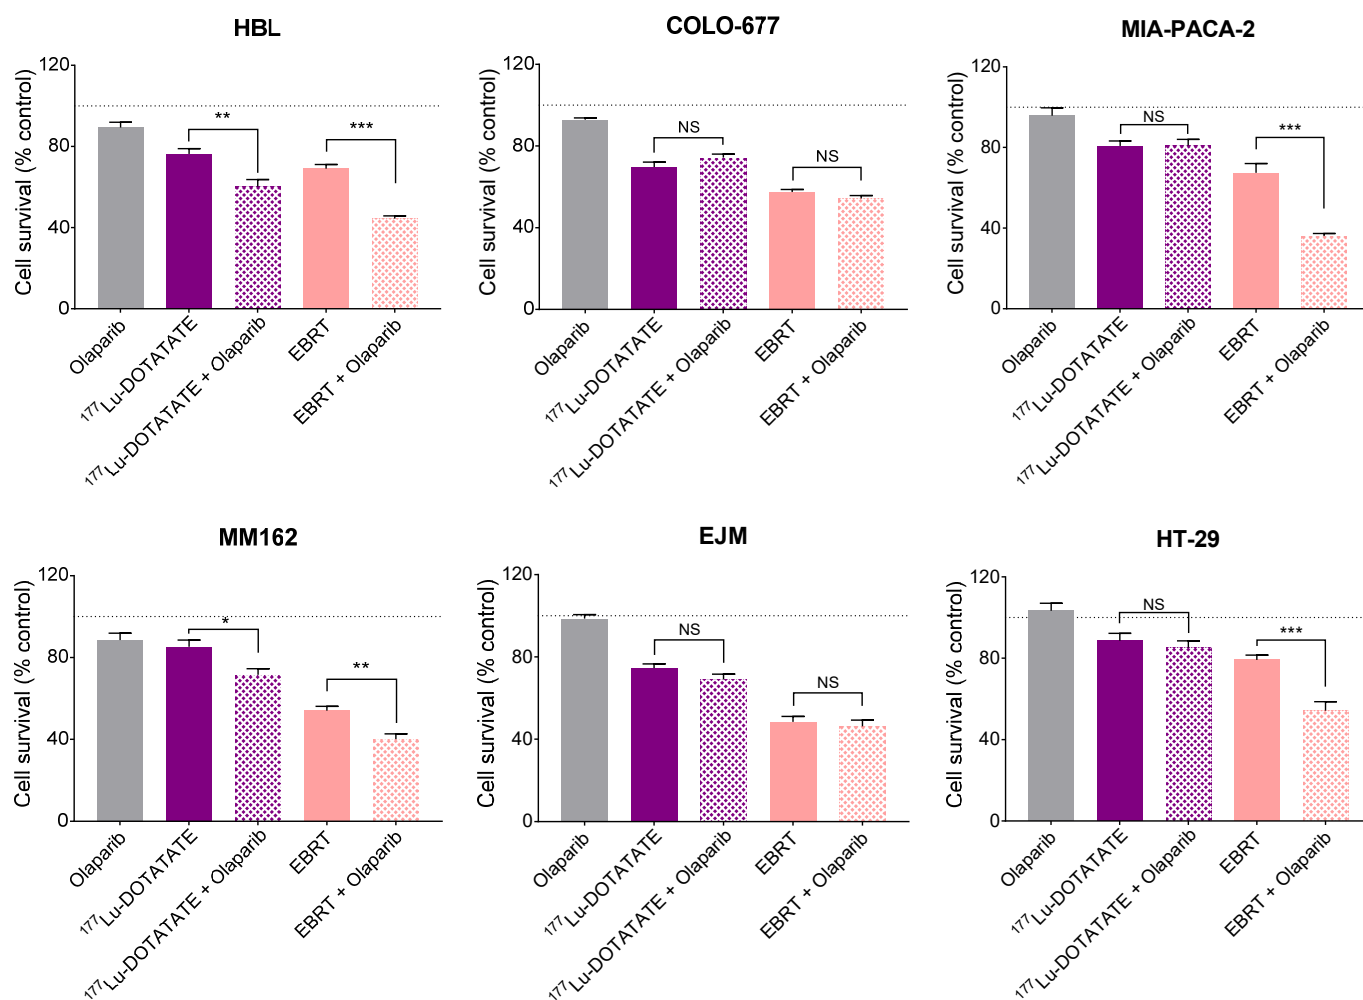 HBL
Cell survival (% control)
120
80
40
0
**
***
Olaparib
177Lu-DOTATATE
177Lu-DOTATATE + Olaparib
EBRT
EBRT + Olaparib
COLO-677
Cell survival (% control)
120
80
40
0
NS
NS
Olaparib
177Lu-DOTATATE
177Lu-DOTATATE + Olaparib
EBRT
EBRT + Olaparib
MIA-PACA-2
Cell survival (% control)
120
80
40
0
NS
***
Olaparib
177Lu-DOTATATE
177Lu-DOTATATE + Olaparib
EBRT
EBRT + Olaparib
MM162
Cell survival (% control)
120
80
40
0
*
**
Olaparib
177Lu-DOTATATE
177Lu-DOTATATE + Olaparib
EBRT
EBRT + Olaparib
EJM
Cell survival (% control)
120
80
40
0
NS
NS
Olaparib
177Lu-DOTATATE
177Lu-DOTATATE + Olaparib
EBRT
EBRT + Olaparib
HT-29
Cell survival (% control)
120
80
40
0
NS
***
Olaparib
177Lu-DOTATATE
177Lu-DOTATATE + Olaparib
EBRT
EBRT + Olaparib